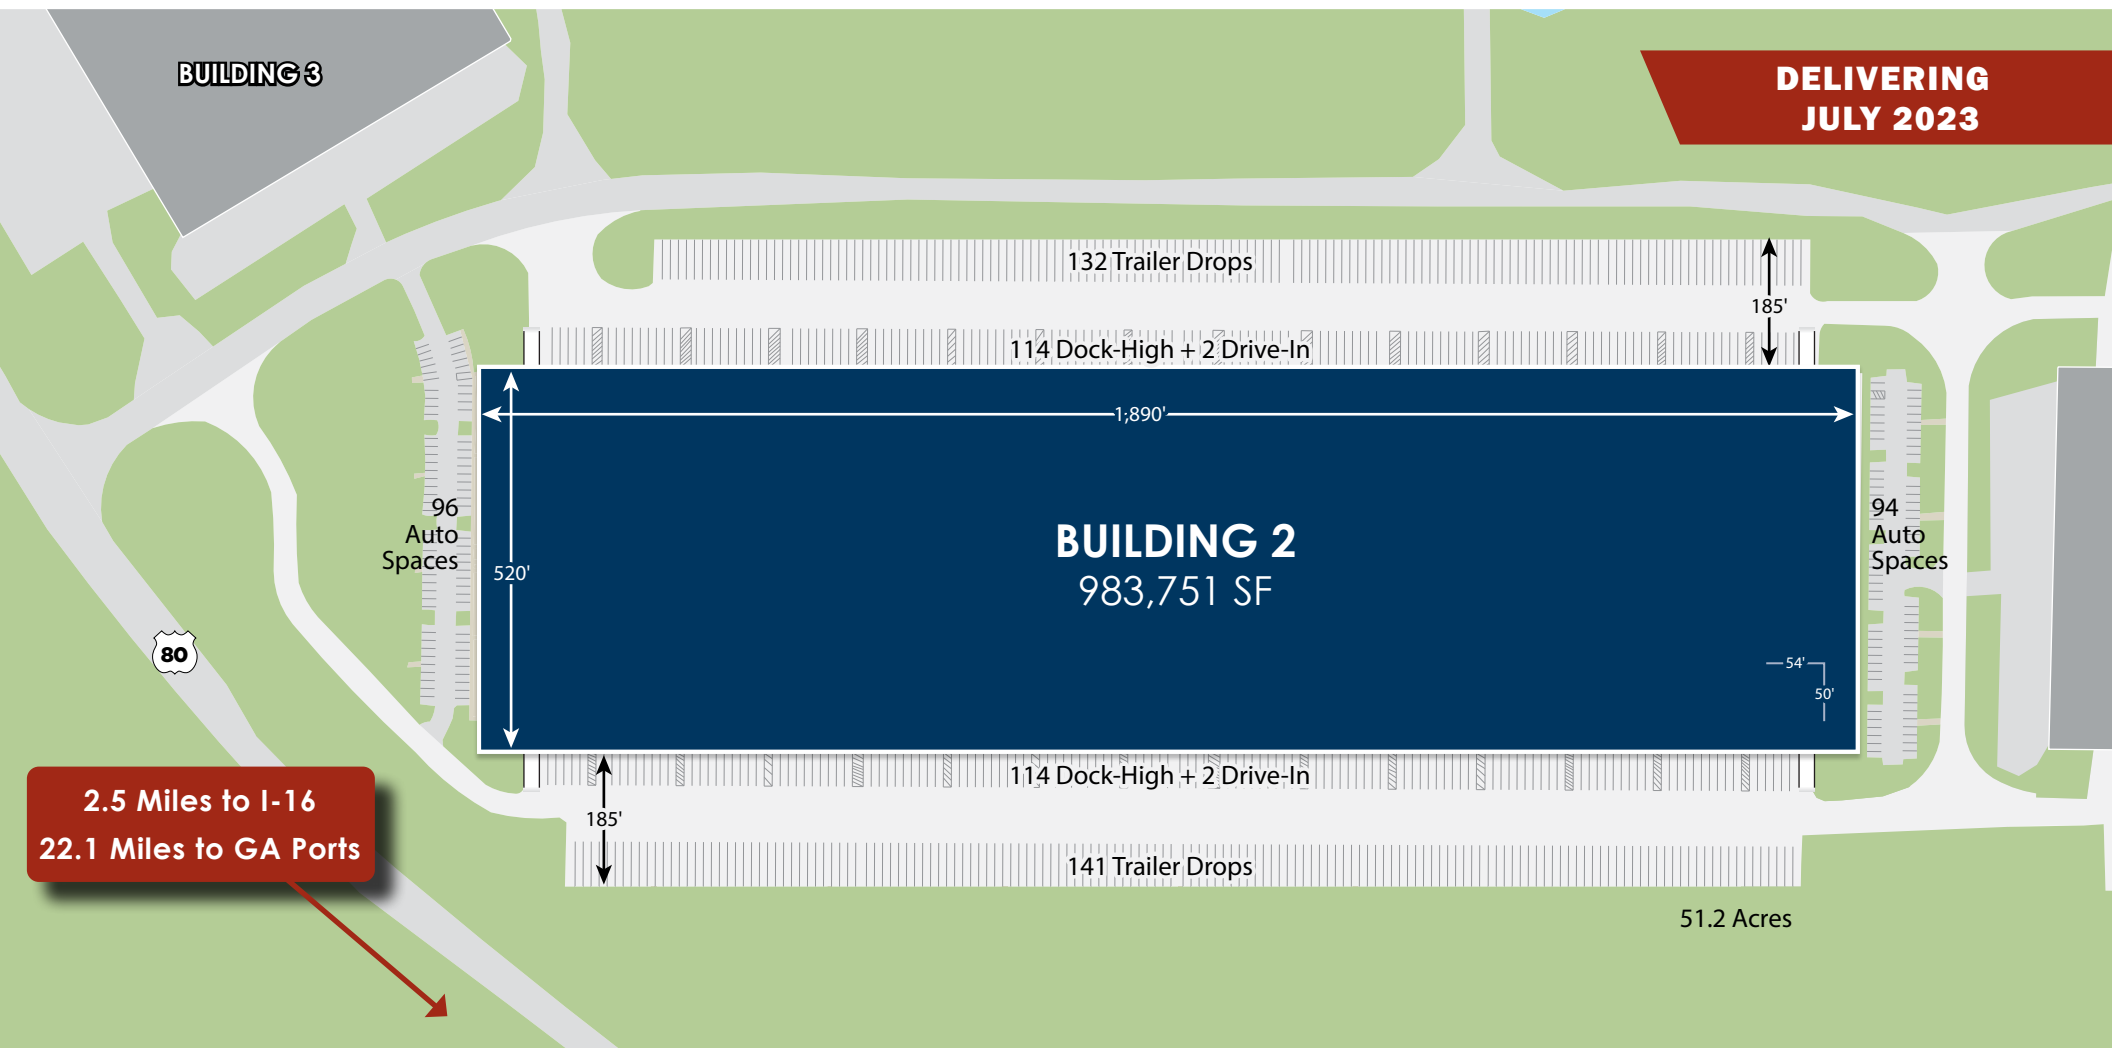 BUILDING 3
DELIVERING
JULY 2023
132 Trailer Drops
185'
114 Dock-High + 2 Drive-In
1,890'
96
Auto
Spaces
520'
BUILDING 2
983,751 SF
94
Auto
Spaces
80
54'
50'
114 Dock-High + 2 Drive-In
185'
2.5 Miles to I-16
22.1 Miles to GA Ports
141 Trailer Drops
51.2 Acres